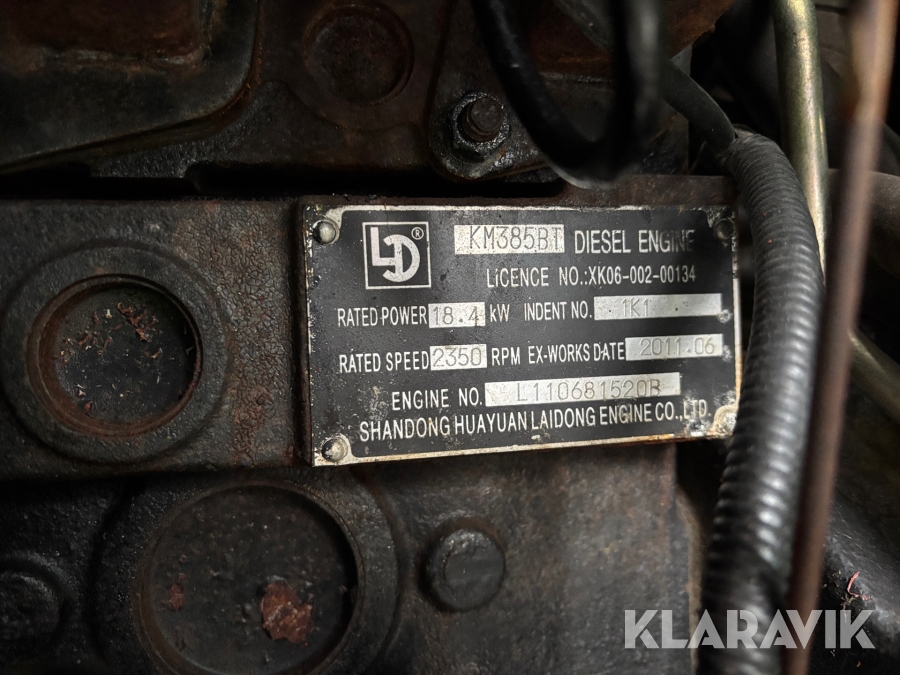 LD® KM385BT DIESEL ENGINE
LICENCE NO.:XK06-002-00134
RATED POWER 18.4 kW INDENT NO. 1K1
RATED SPEED 2350 RPM EX-WORKS DATE 2011.06
ENGINE NO. L110681520B
SHANDONG HUAYUAN LAIDONG ENGINE CO.,LTD.
KLARAVIK